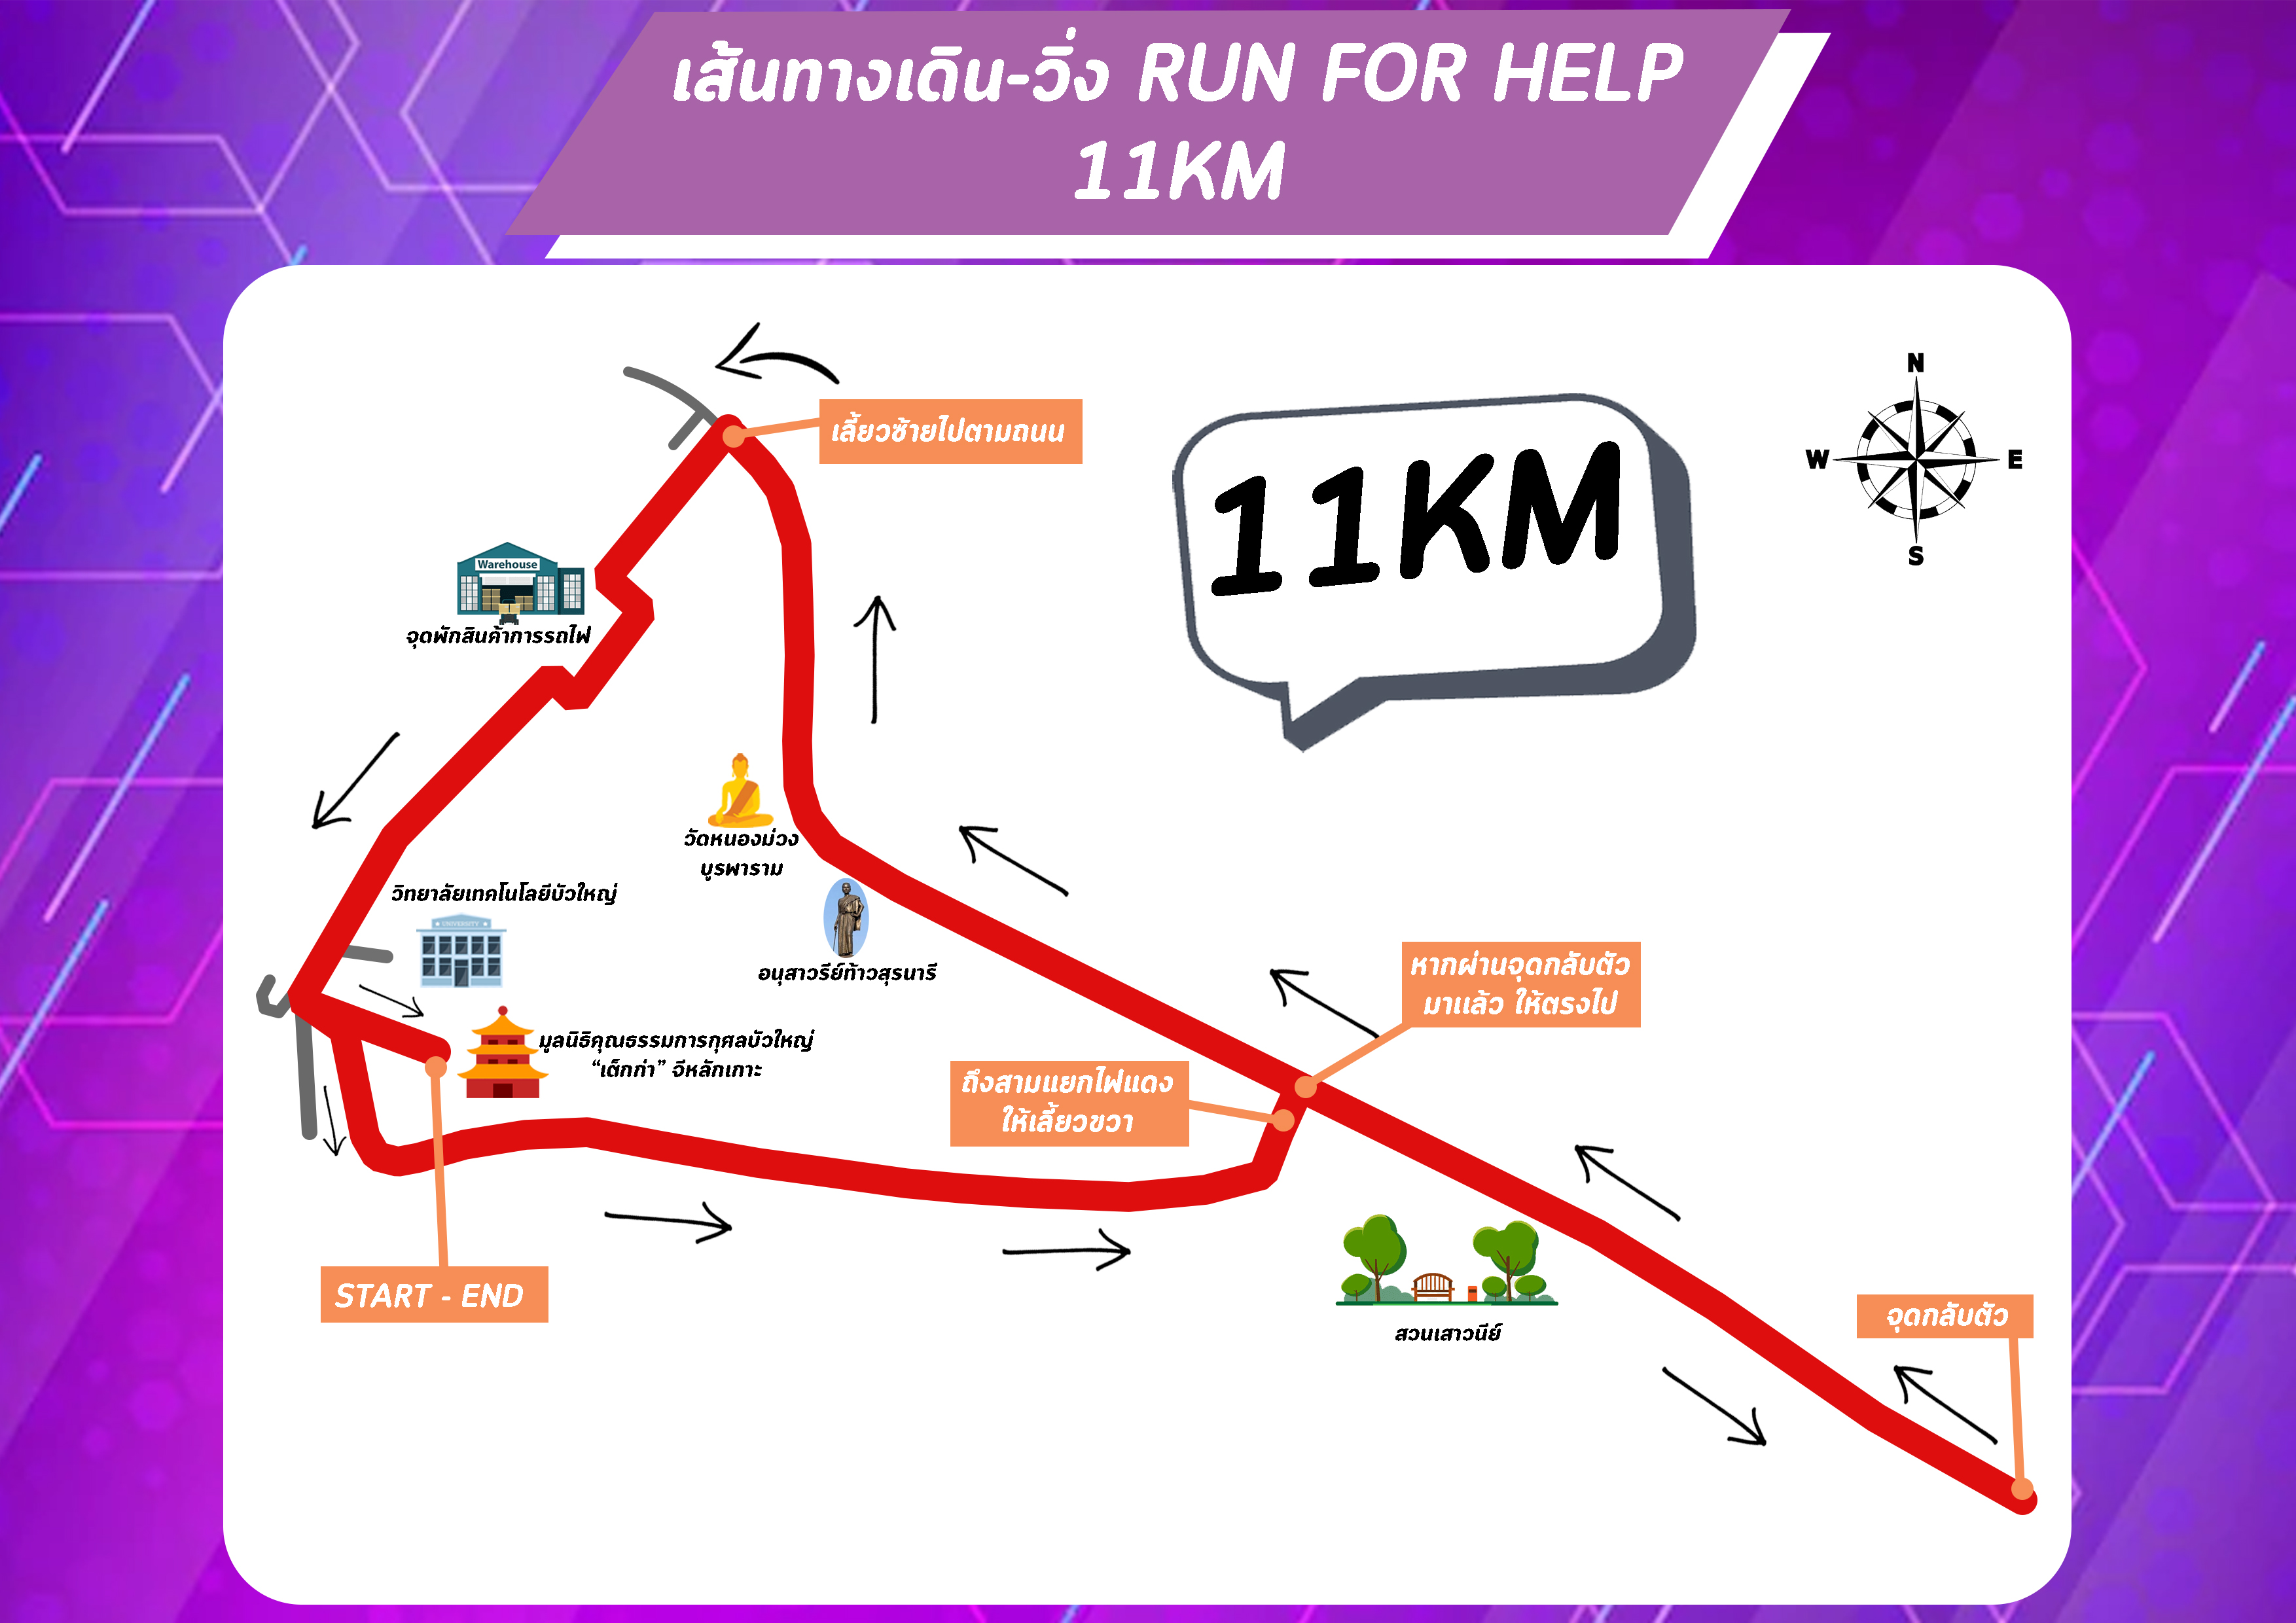 เส้นทางเดิน-วิ่ง RUN FOR HELP
11KM
N
W
E
S
11KM
เลี้ยวซ้ายไปตามถนน
Warehouse
จุดพักสินค้าการรถไฟ
วัดหนองม่วง
บูรพาราม
วิทยาลัยเทคโนโลยีบัวใหญ่
UNIVERSITY
อนุสาวรีย์ท้าวสุรนารี
หากผ่านจุดกลับตัว
มาแล้ว ให้ตรงไป
มูลนิธิคุณธรรมการกุศลบัวใหญ่
“เต็กก่า” จีหลักเกาะ
ถึงสามแยกไฟแดง
ให้เลี้ยวขวา
START - END
สวนเสาวนีย์
จุดกลับตัว